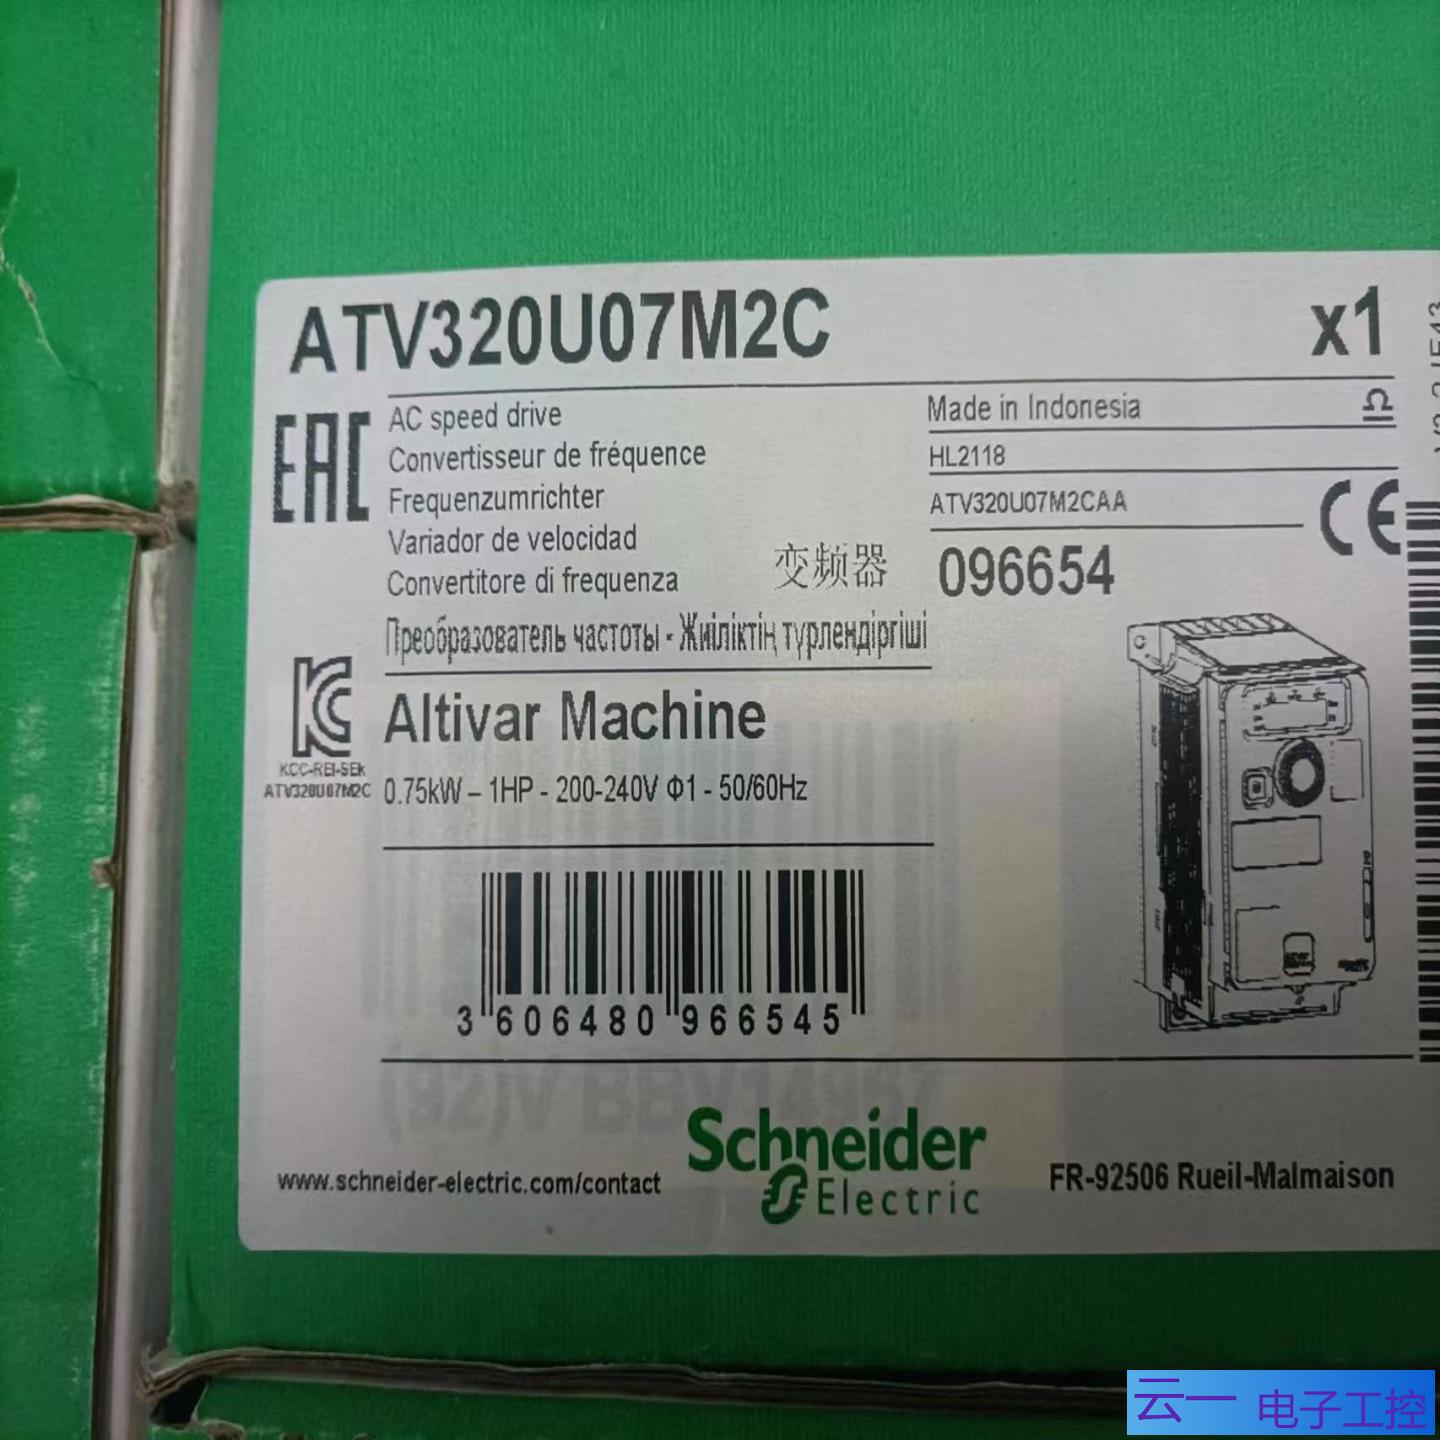 ATV320U07M2C
x1
EAC
AC speed drive
Convertisseur de fréquence
Frequenzumrichter
Variador de velocidad
Convertitore di frequenza
变频器
Преобразователь частоты - Жиіліктің түрлендіргіші
Made in Indonesia
HL2118
ATV320U07M2CAA
CE
096654
KCC-REI-SEK
ATV320U07M2C
Altivar Machine
0.75kW – 1HP - 200-240V Φ1 - 50/60Hz
3 606480 966545
www.schneider-electric.com/contact
Schneider
Electric
FR-92506 Rueil-Malmaison
云一 电子工控